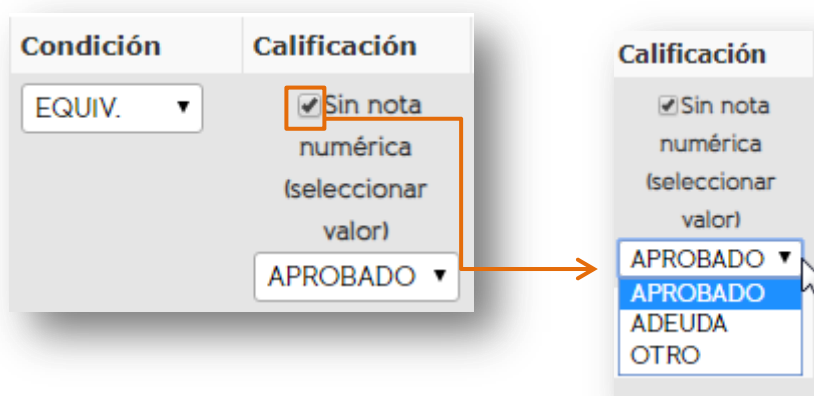 Condición
Calificación
EQUIV.
Sin nota
numérica
(seleccionar
valor)
APROBADO
Calificación
Sin nota
numérica
(seleccionar
valor)
APROBADO
APROBADO
ADEUDA
OTRO